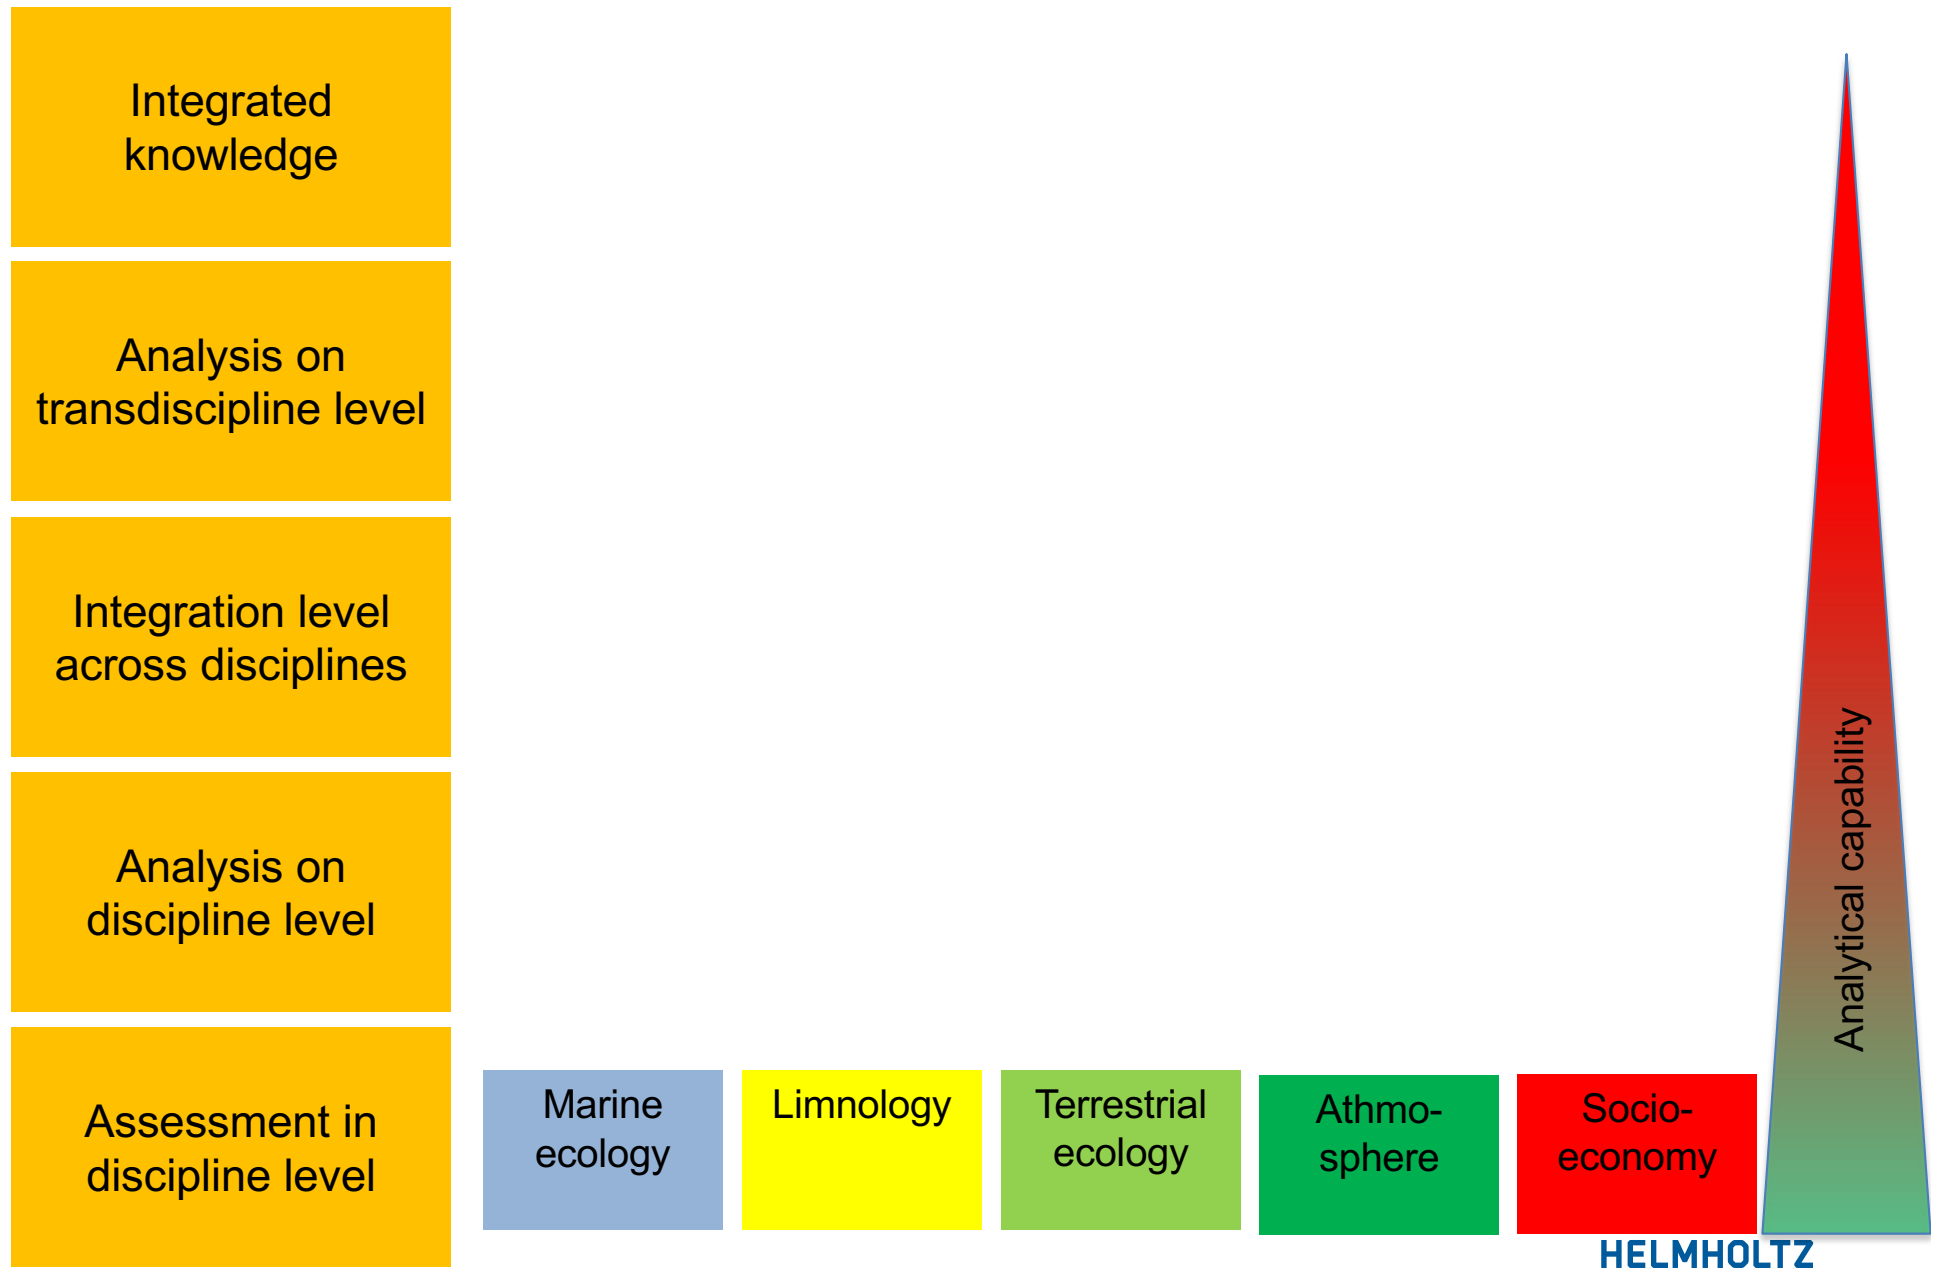 Integrated
knowledge
Analysis on
transdiscipline level
Integration level
across disciplines
Analysis on
discipline level
Assessment in
discipline level
Marine
ecology
Limnology
Terrestrial
ecology
Athmo-
sphere
Socio-
economy
Analytical capability
HELMHOLTZ